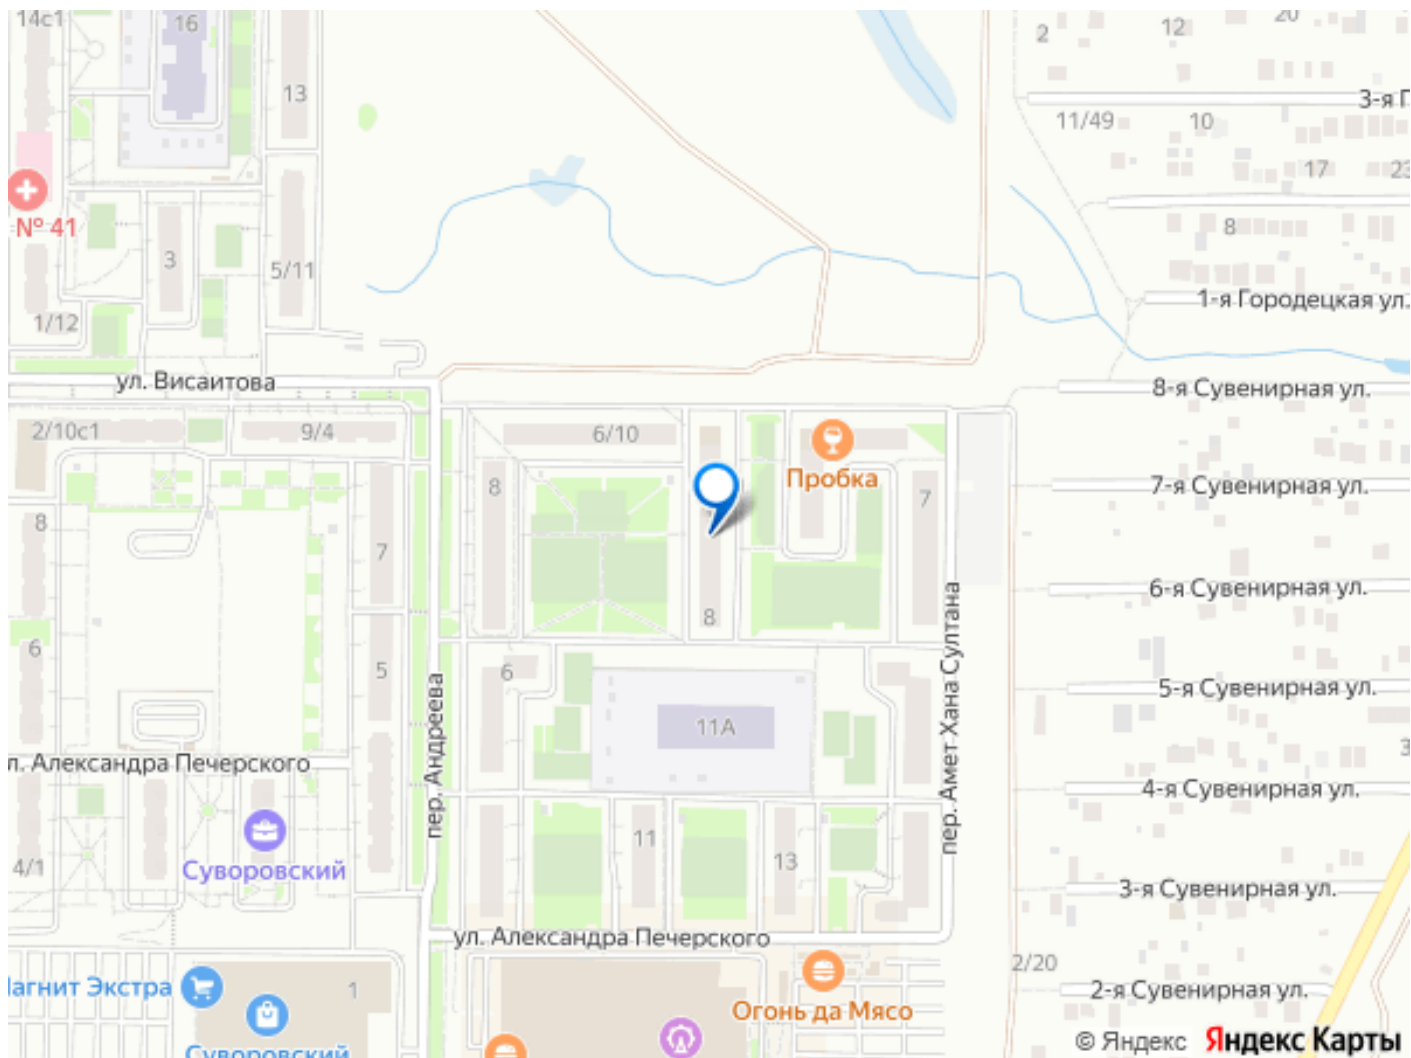 14с1
16
13
2
12
20
3-я Г
11/49
10
17
23
№ 41
3
5/11
8
1/12
1-я Городецкая ул.
ул. Висаитова
8-я Сувенирная ул.
2/10с1
9/4
6/10
Пробка
8
7
7-я Сувенирная ул.
8
7
6-я Сувенирная ул.
8
6
5
6
пер. Амет Хана Султана
5-я Сувенирная ул.
11А
3
пер. Андреева
л. Александра Печерского
4-я Сувенирная ул.
11
13
4/1
Суворовский
3-я Сувенирная ул.
ул. Александра Печерского
2/20
Магнит Экстра
1
2-я Сувенирная ул.
Огонь да Мясо
Суворовский
© Яндекс Яндекс Карты